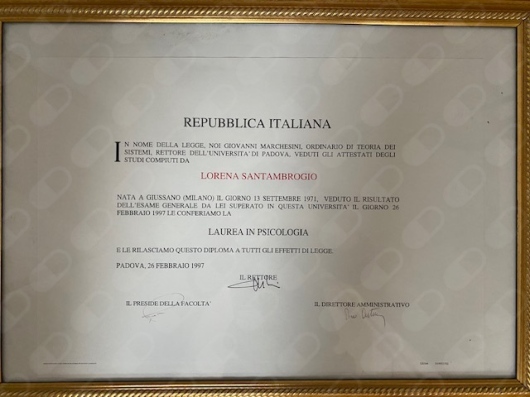 REPUBBLICA ITALIANA
IN NOME DELLA LEGGE, NOI GIOVANNI MARCHESINI, ORDINARIO DI TEORIA DEI
SISTEMI, RETTORE DELL'UNIVERSITA' DI PADOVA, VEDUTI GLI ATTESTATI DEGLI
STUDI COMPIUTI DA
LORENA SANTAMBROGIO
NATA A GIUSSANO (MILANO) IL GIORNO 13 SETTEMBRE 1971, VEDUTO IL RISULTATO
DELL'ESAME GENERALE DA LEI SUPERATO IN QUESTA UNIVERSITA' IL GIORNO 26
FEBBRAIO 1997 LE CONFERIAMO LA
LAUREA IN PSICOLOGIA
E LE RILASCIAMO QUESTO DIPLOMA A TUTTI GLI EFFETTI DI LEGGE.
PADOVA, 26 FEBBRAIO 1997
IL RETTORE
IL PRESIDE DELLA FACOLTA' IL DIRETTORE AMMINISTRATIVO